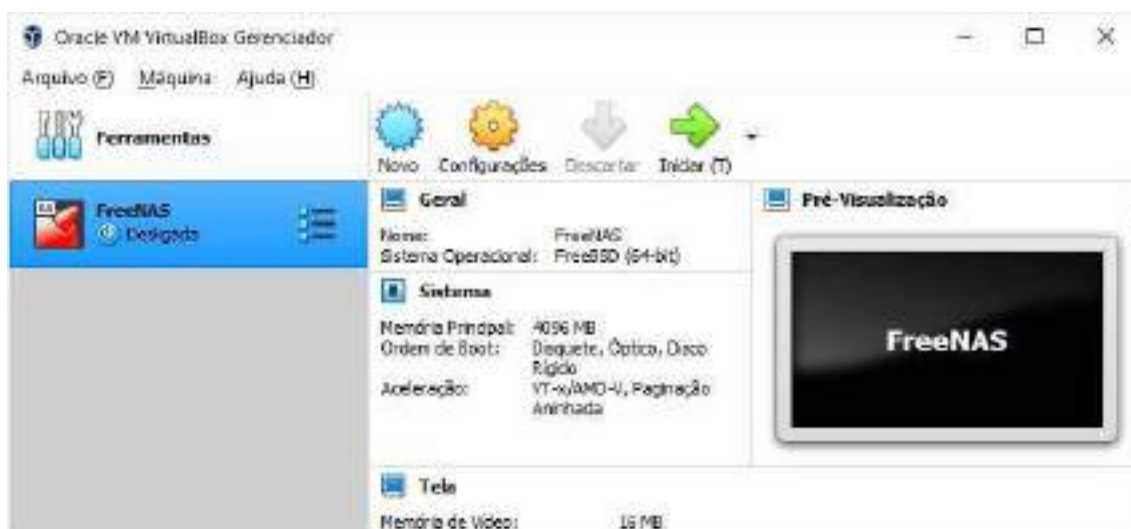 Oracle VM VirtualBox Gerenciador
Arquivo (F) Máquina Ajuda (H)
Ferramentas
Novo Configurações Descartar Iniciar (T)
FreeNAS
Desligada
Geral
Nome: FreeNAS
Sistema Operacional: FreeBSD (64-bit)
Sistema
Memória Principal: 4096 MB
Ordem de Boot: Disquete, Óptico, Disco
Rígido
Aceleração: VT-x/AMD-V, Paginação
Aninhada
Pré-Visualização
FreeNAS
Tela
Memória de Vídeo: 16 MB